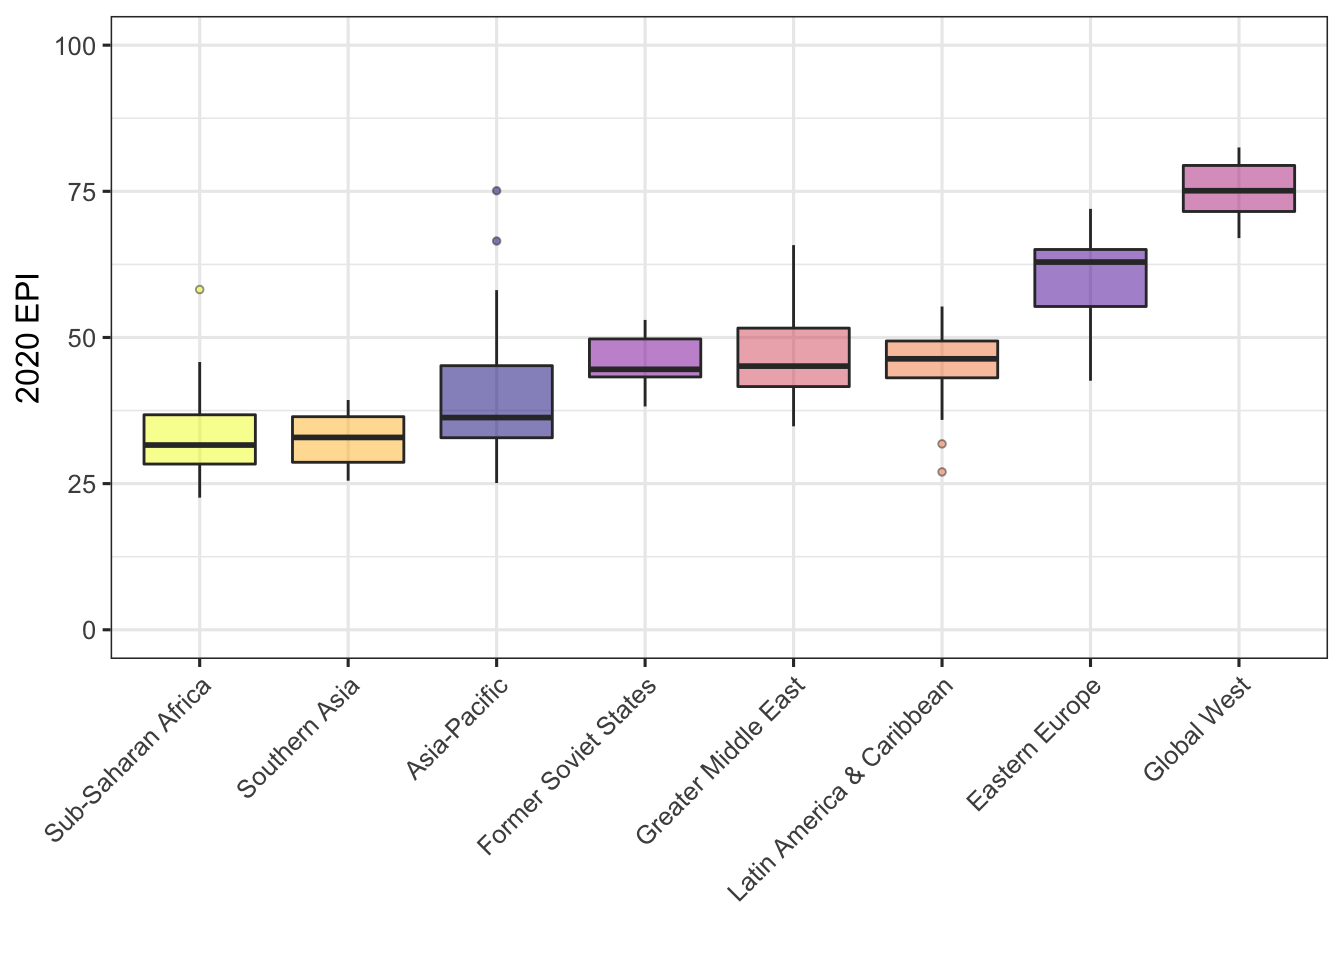 2020 EPI
100
75
50
25
0
Sub-Saharan Africa
Southern Asia
Asia-Pacific
Former Soviet States
Greater Middle East
Latin America & Caribbean
Eastern Europe
Global West